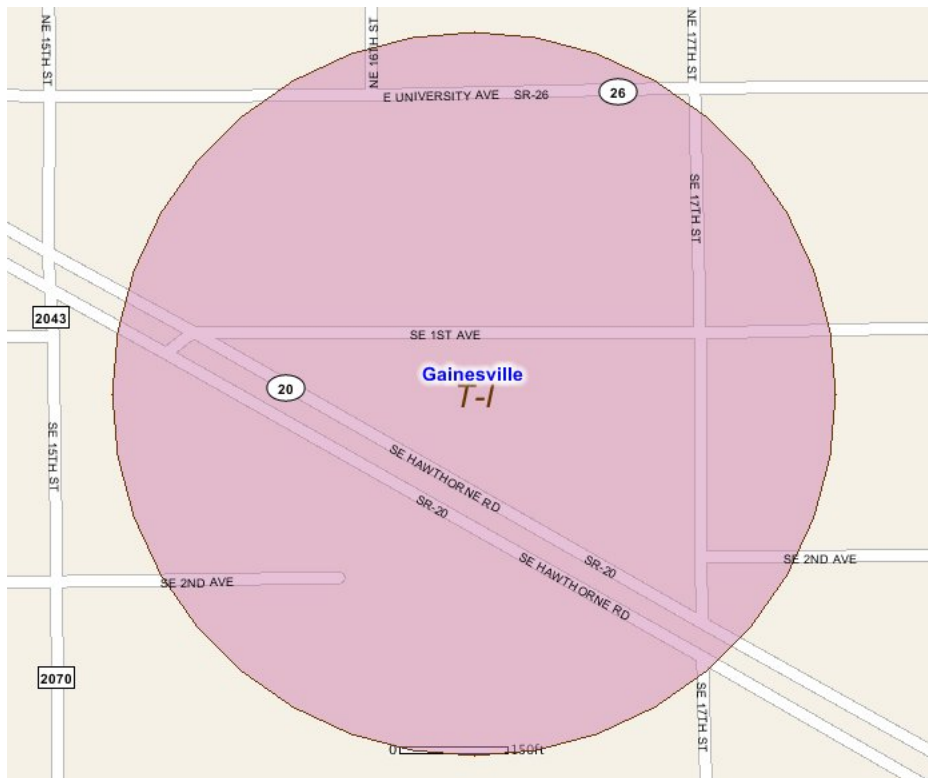 NE 15TH ST
NE 16TH ST
NE 17TH ST
E UNIVERSITY AVE SR-26
26
SE 17TH ST
2043
SE 1ST AVE
Gainesville
T-I
20
SE 15TH ST
SE HAWTHORNE RD
SR-20
SR-20
SE HAWTHORNE RD
SE 2ND AVE
SE 2ND AVE
2070
SE 17TH ST
0 150ft